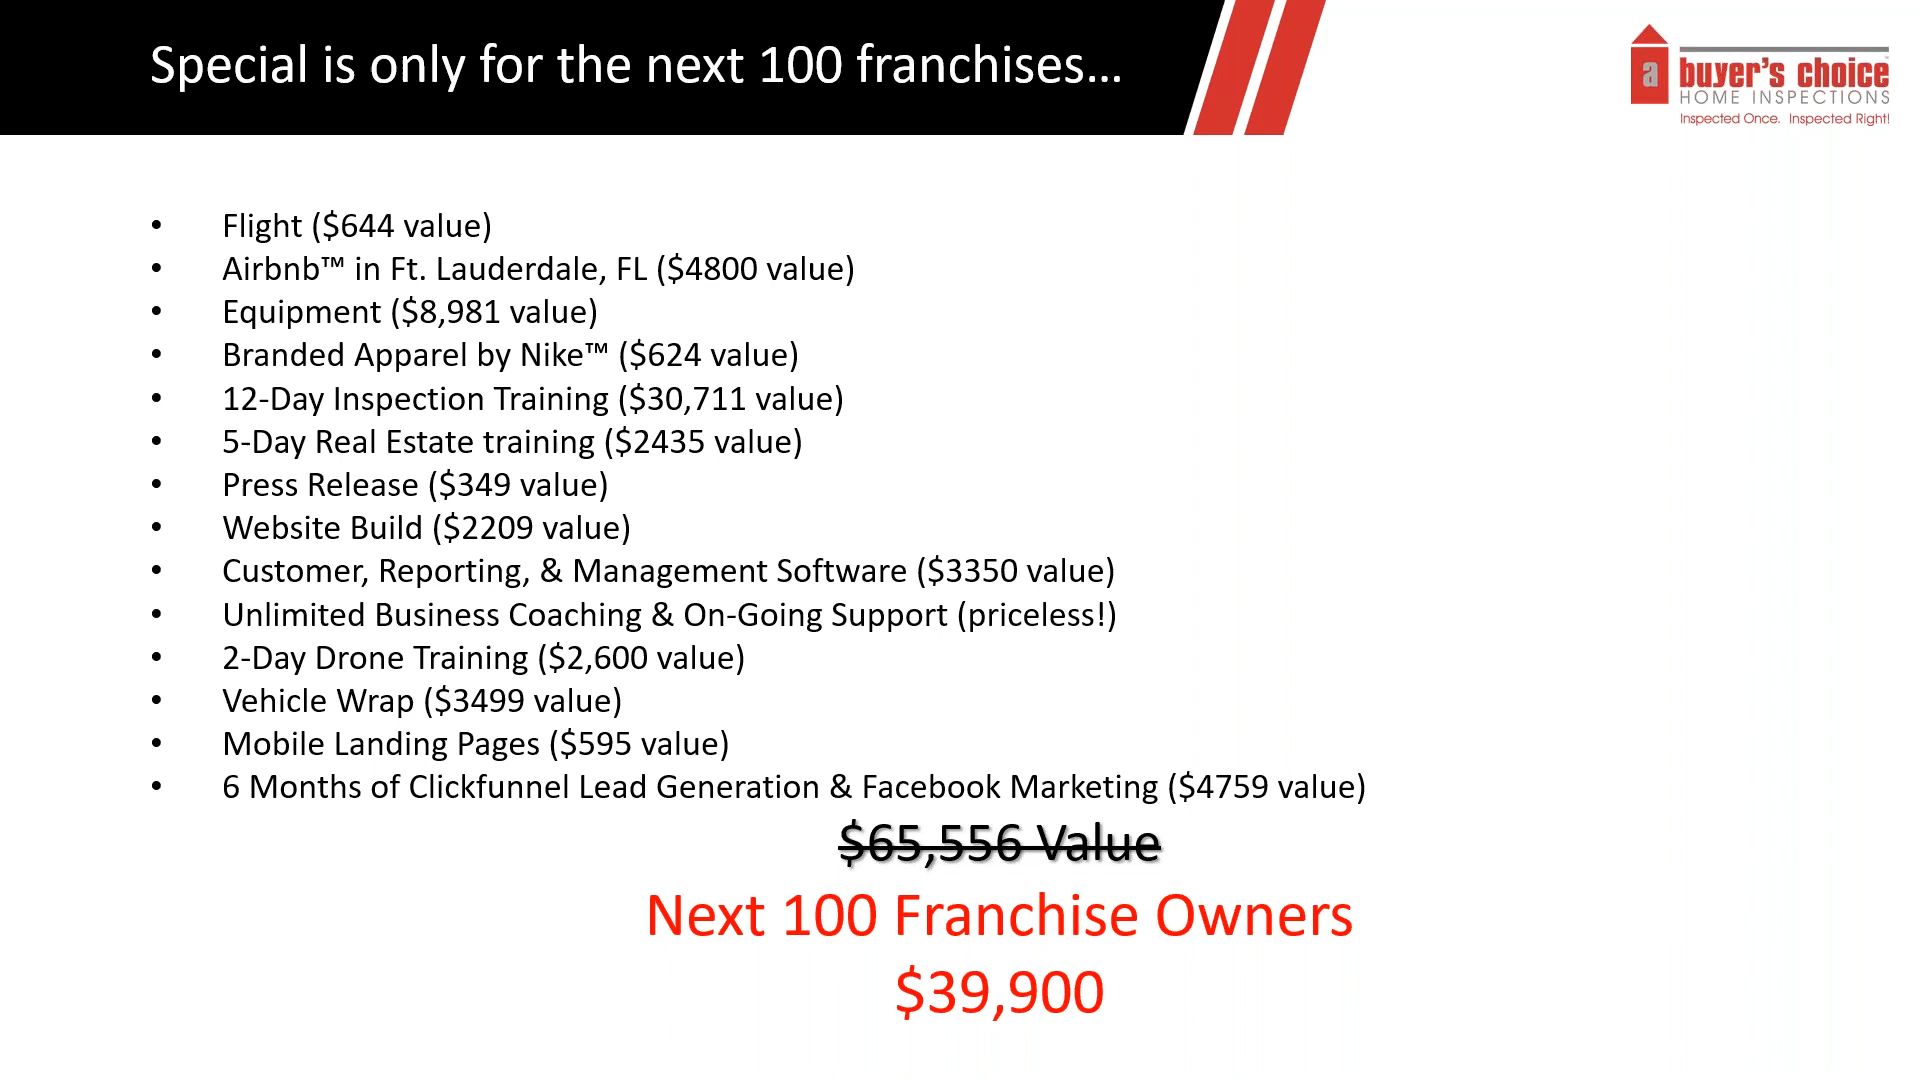 Special is only for the next 100 franchises...
a buyer's choice
HOME INSPECTIONS
Inspected Once. Inspected Right!
• Flight ($644 value)
• Airbnb™ in Ft. Lauderdale, FL ($4800 value)
• Equipment ($8,981 value)
• Branded Apparel by Nike™ ($624 value)
• 12-Day Inspection Training ($30,711 value)
• 5-Day Real Estate training ($2435 value)
• Press Release ($349 value)
• Website Build ($2209 value)
• Customer, Reporting, & Management Software ($3350 value)
• Unlimited Business Coaching & On-Going Support (priceless!)
• 2-Day Drone Training ($2,600 value)
• Vehicle Wrap ($3499 value)
• Mobile Landing Pages ($595 value)
• 6 Months of Clickfunnel Lead Generation & Facebook Marketing ($4759 value)
$65,556 Value
Next 100 Franchise Owners
$39,900